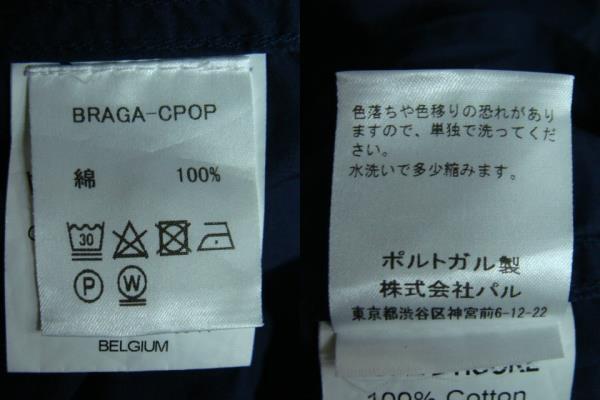 BRAGA-CPOP
綿 100%
30
P W
BELGIUM
色落ちや色移りの恐れがあり
ますので、単独で洗ってくだ
さい。
水洗いで多少縮みます。
ポルトガル製
株式会社パル
東京都渋谷区神宮前6-12-22
100% Cotton